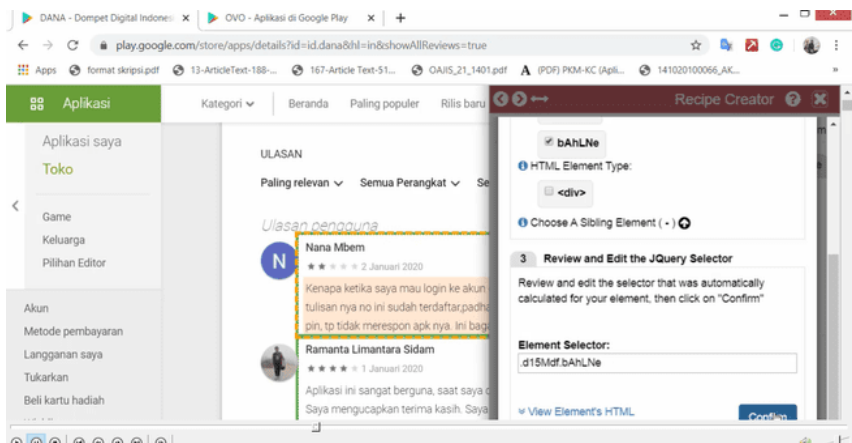 DANA - Dompet Digital Indones
OVO - Aplikasi di Google Play
play.google.com/store/apps/details?id=id.dana&hl=in&showAllReviews=true
Apps
format skripsi.pdf
13-ArticleText-188-...
167-Article Text-51...
OAJIS_21_1401.pdf
(PDF) PKM-KC (Apli...
141020100066_AK...
Aplikasi
Kategori
Beranda
Paling populer
Rilis baru
Recipe Creator
Aplikasi saya
Toko
Game
Keluarga
Pilihan Editor
Akun
Metode pembayaran
Langganan saya
Tukarkan
Beli kartu hadiah
ULASAN
Paling relevan
Semua Perangkat
Se
Ulasan pengguna
N
Nana Mbem
2 Januari 2020
Kenapa ketika saya mau login ke akun
tulisan nya no ini sudah terdaftar,padha
pin, tp tidak merespon apk nya. Ini baga
Ramanta Limantara Sidam
1 Januari 2020
Aplikasi ini sangat berguna, saat saya
Saya mengucapkan terima kasih. Saya
bAhLNe
HTML Element Type:
<div>
Choose A Sibling Element ( - )
3 Review and Edit the JQuery Selector
Review and edit the selector that was automatically
calculated for your element, then click on "Confirm"
Element Selector:
.d15Mdf.bAhLNe
View Element's HTML
Confirm